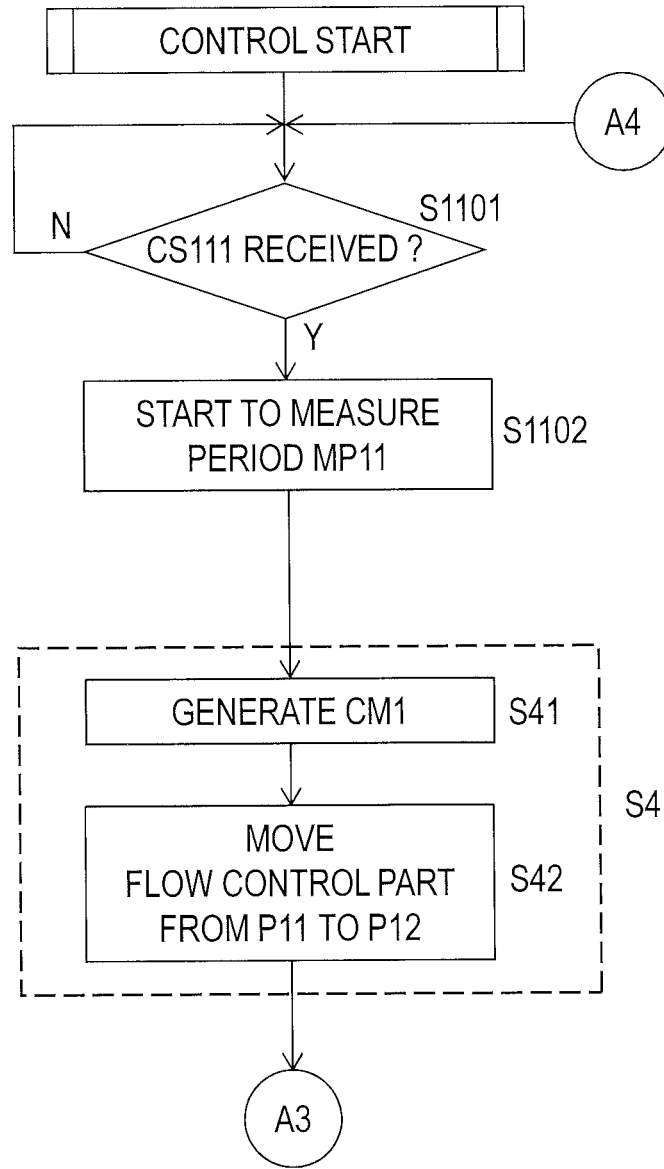 CONTROL START
A4
S1101
N
CS111 RECEIVED ?
Y
START TO MEASURE
PERIOD MP11
S1102
GENERATE CM1
S41
S4
MOVE
FLOW CONTROL PART
FROM P11 TO P12
S42
A3